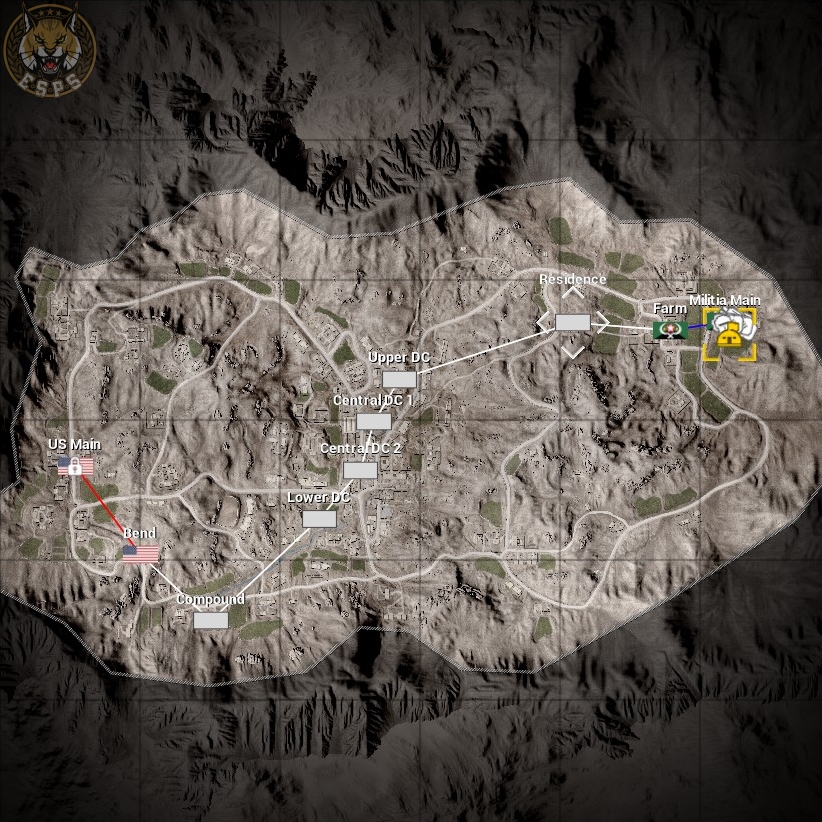 ESPS
Residence
Militia Main
Farm
Upper DC
Central DC 1
US Main
Central DC 2
Lower DC
Bend
Compound